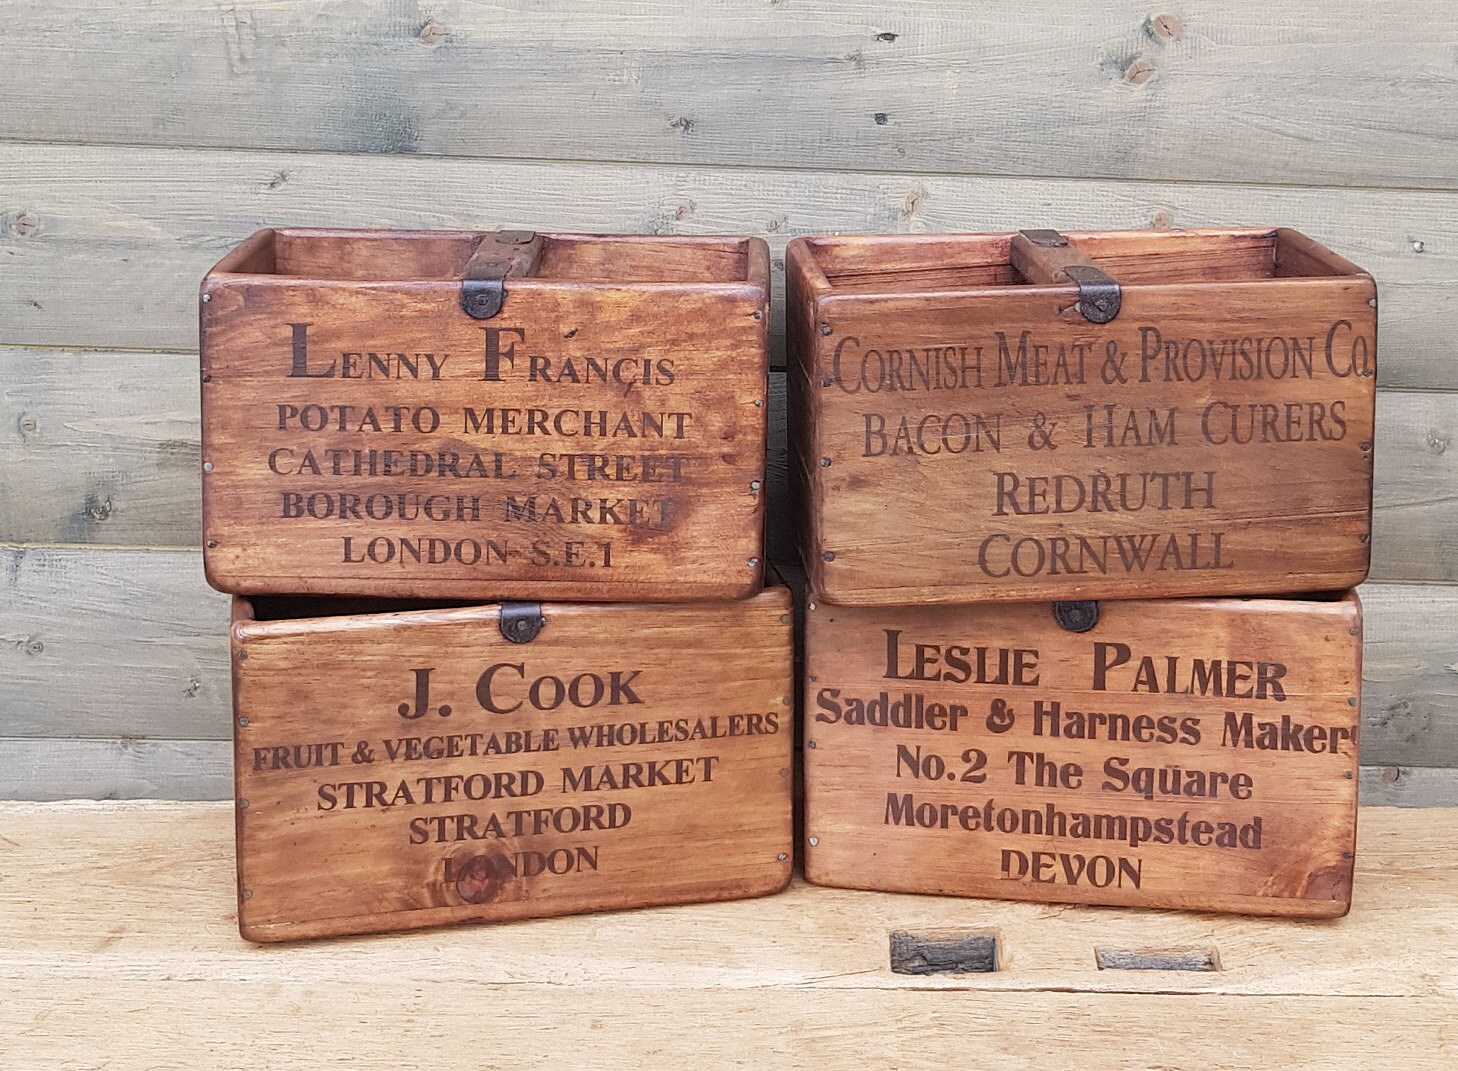 LENNY FRANCIS
POTATO MERCHANT
CATHEDRAL STREET
BOROUGH MARKET
LONDON S.E.1
CORNISH MEAT & PROVISION CO.
BACON & HAM CURERS
REDRUTH
CORNWALL
J. COOK
FRUIT & VEGETABLE WHOLESALERS
STRATFORD MARKET
STRATFORD
LONDON
LESLIE PALMER
Saddler & Harness Maker
No.2 The Square
Moretonhampstead
DEVON